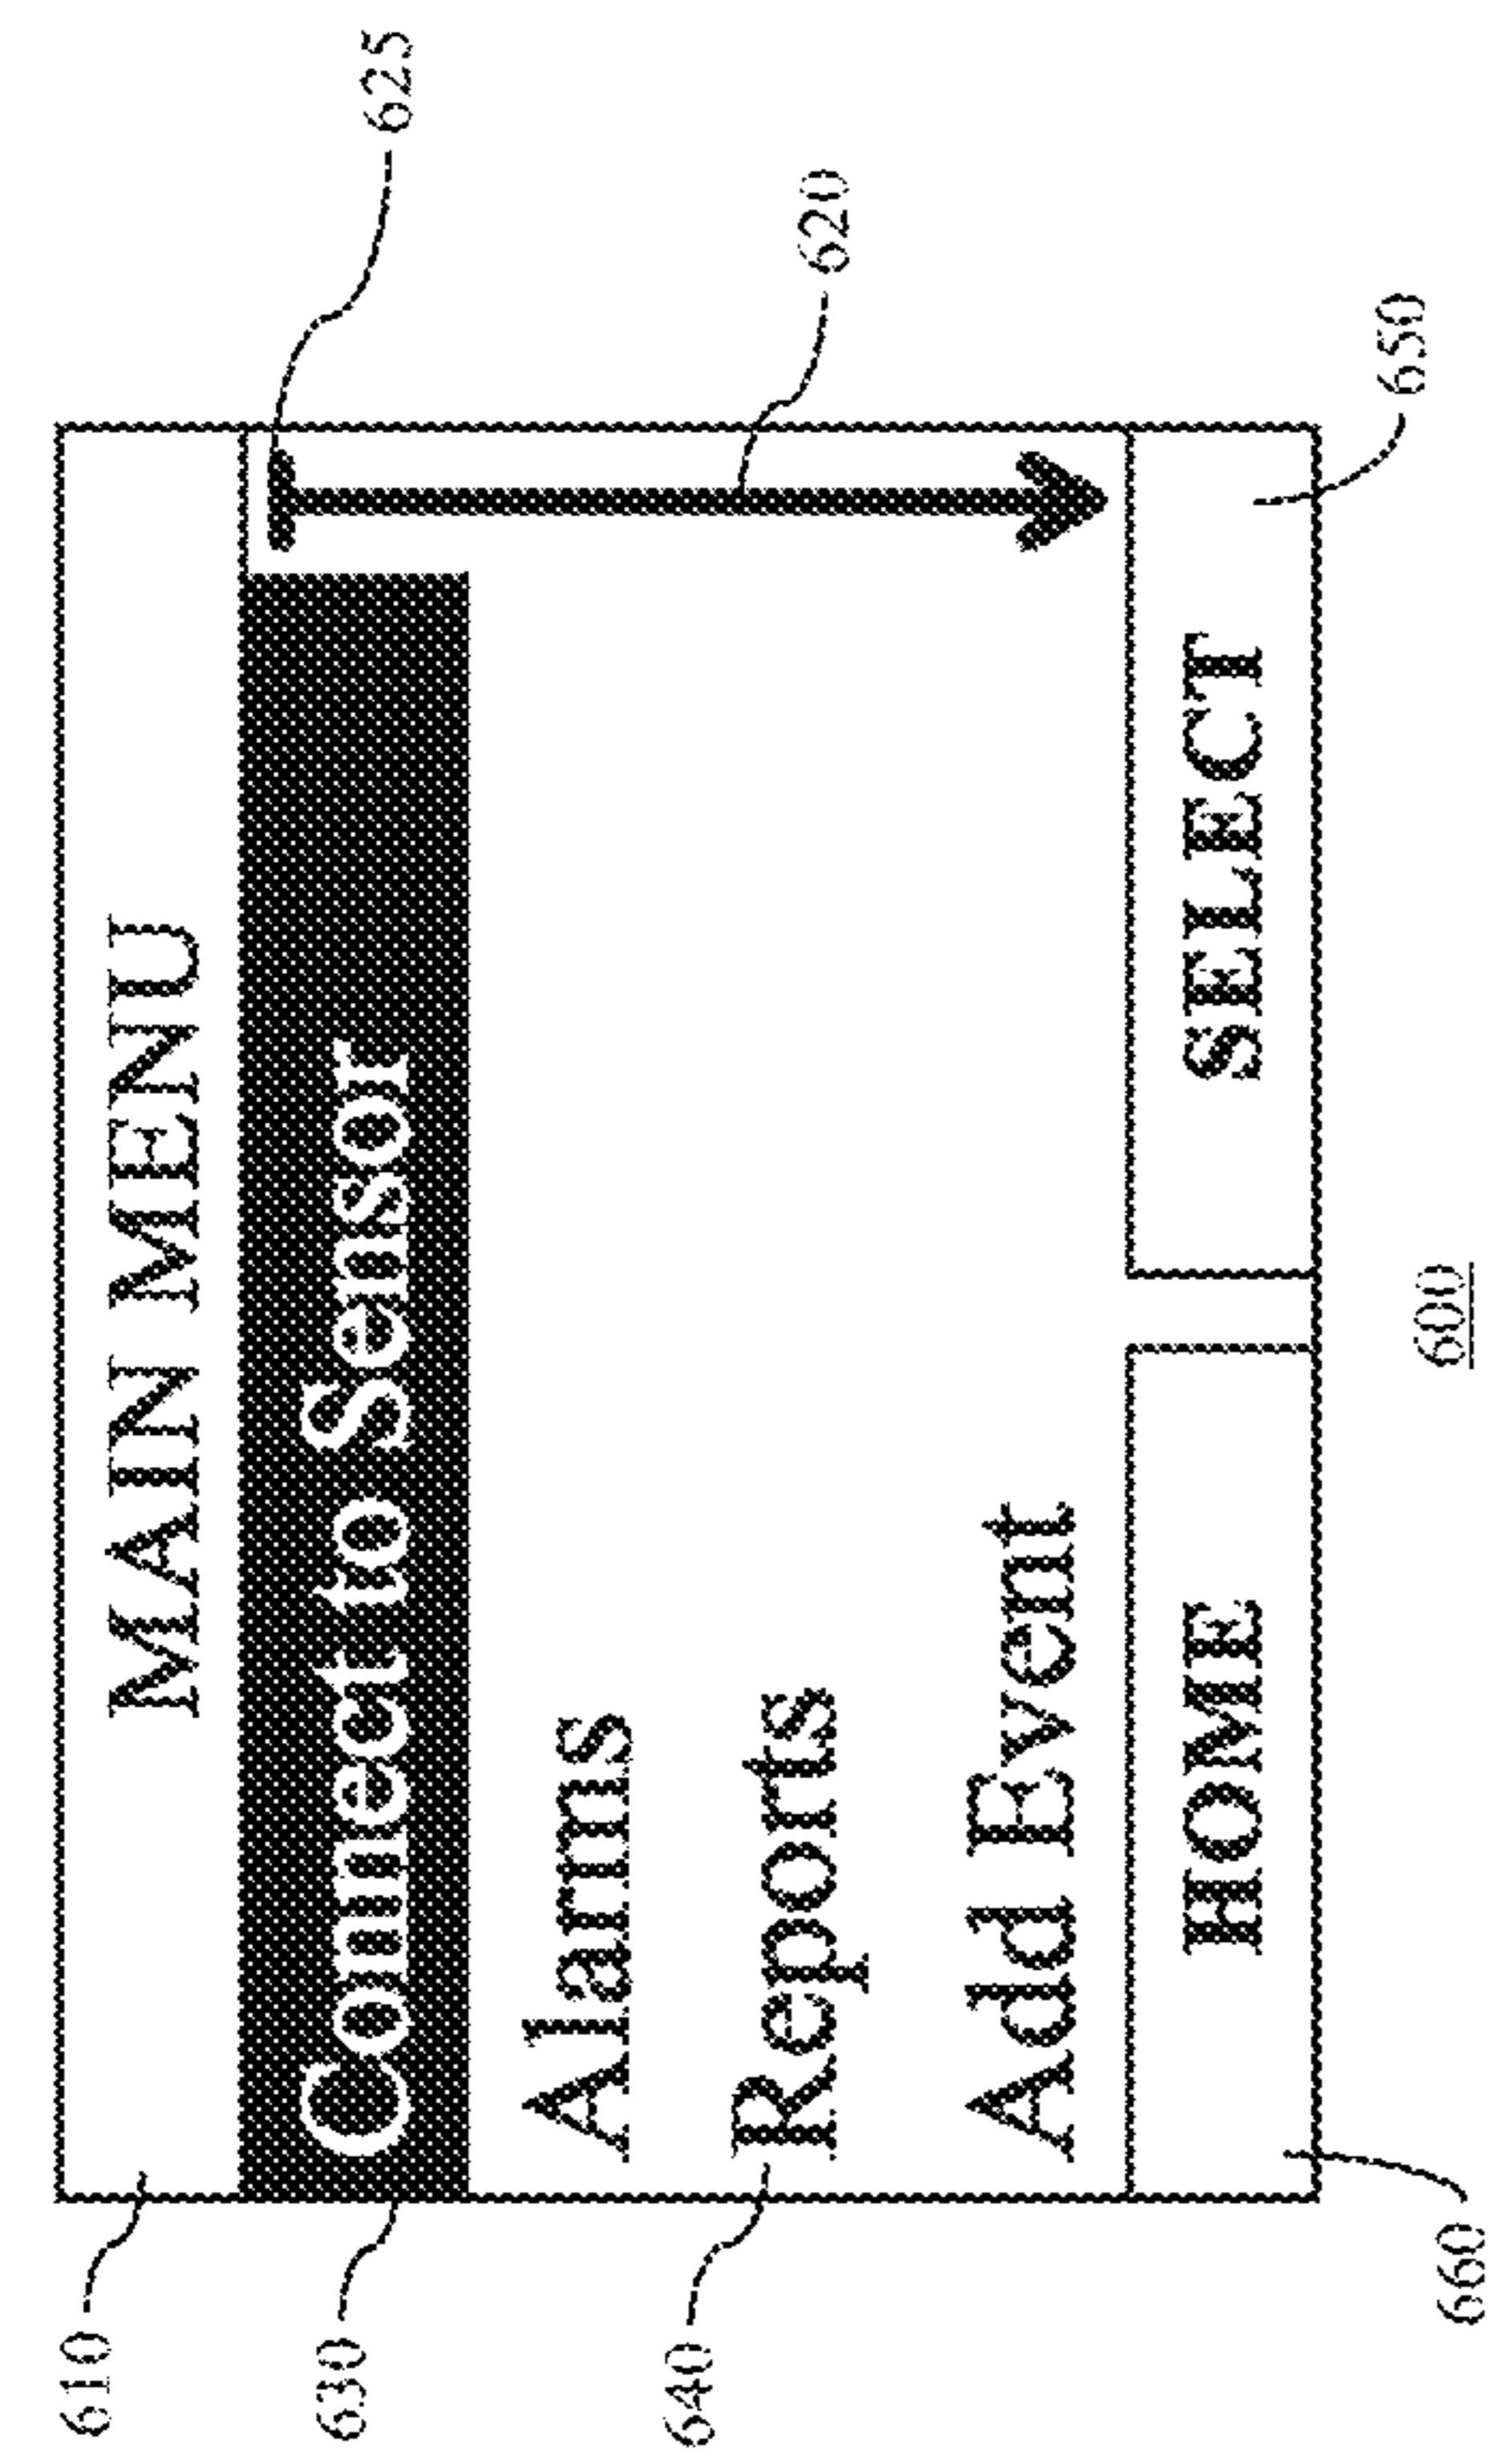 610
MAIN MENU
625
630
Connect to Sensor
Alarms
620
640
Reports
Add Event
HOME
SELECT
650
660
600